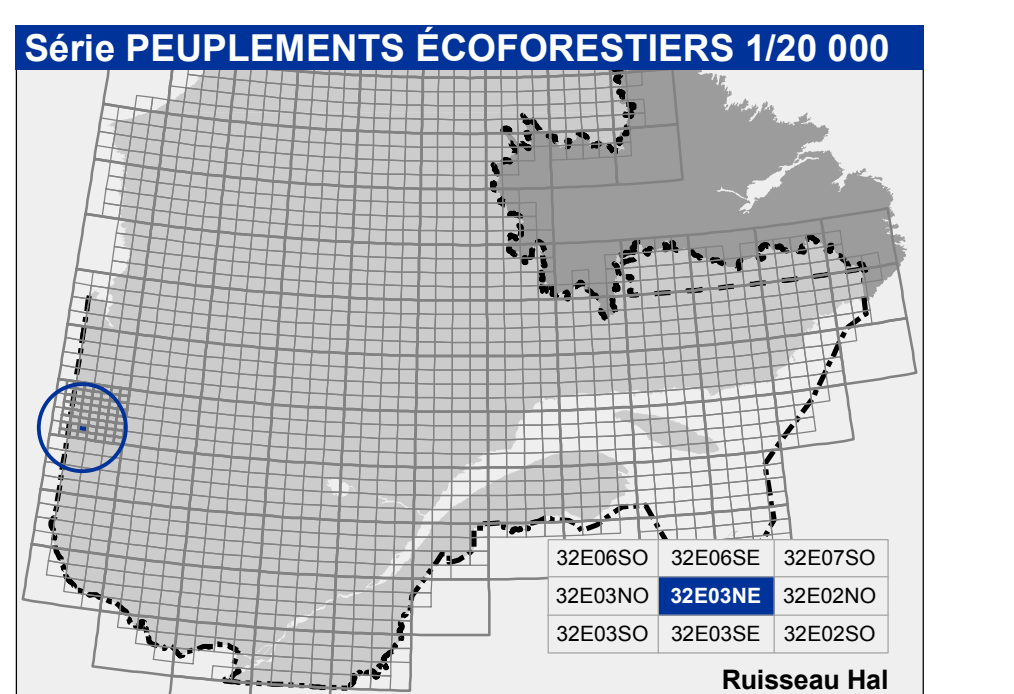 Série PEUPLEMENTS ÉCOFORESTIERS 1/20 000
32E06SO 32E06SE 32E07SO
32E03NO 32E03NE 32E02NO
32E03SO 32E03SE 32E02SO
Ruisseau Hal